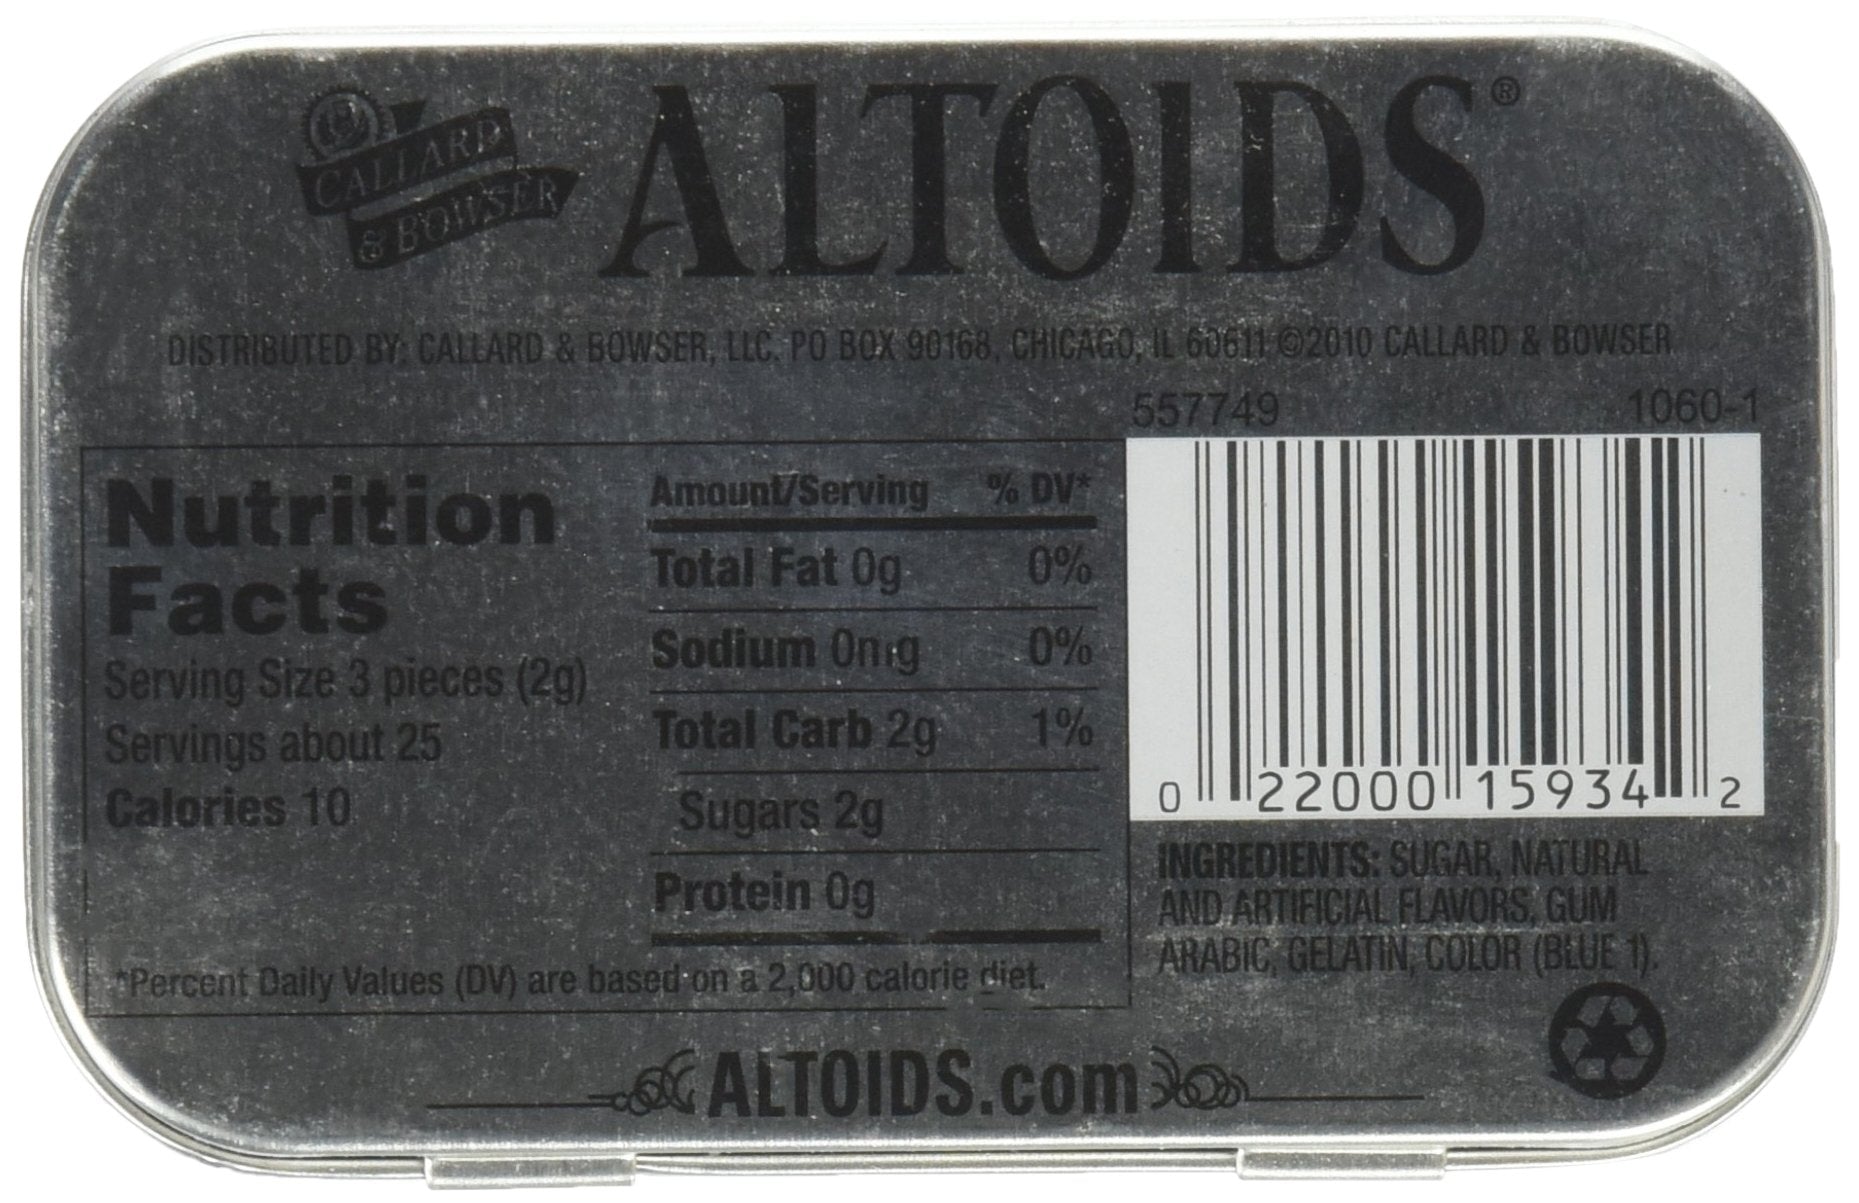 CALLARD
& BOWSER
ALTOIDS®
DISTRIBUTED BY: CALLARD & BOWSER, LLC. PO BOX 90168, CHICAGO, IL 60611 ©2010 CALLARD & BOWSER
557749 1060-1
Nutrition
Facts
Serving Size 3 pieces (2g)
Servings about 25
Calories 10
Amount/Serving % DV*
Total Fat 0g 0%
Sodium 0mg 0%
Total Carb 2g 1%
Sugars 2g
Protein 0g
*Percent Daily Values (DV) are based on a 2,000 calorie diet.
0 22000 15934 2
INGREDIENTS: SUGAR, NATURAL
AND ARTIFICIAL FLAVORS, GUM
ARABIC, GELATIN, COLOR (BLUE 1).
ALTOIDS.com